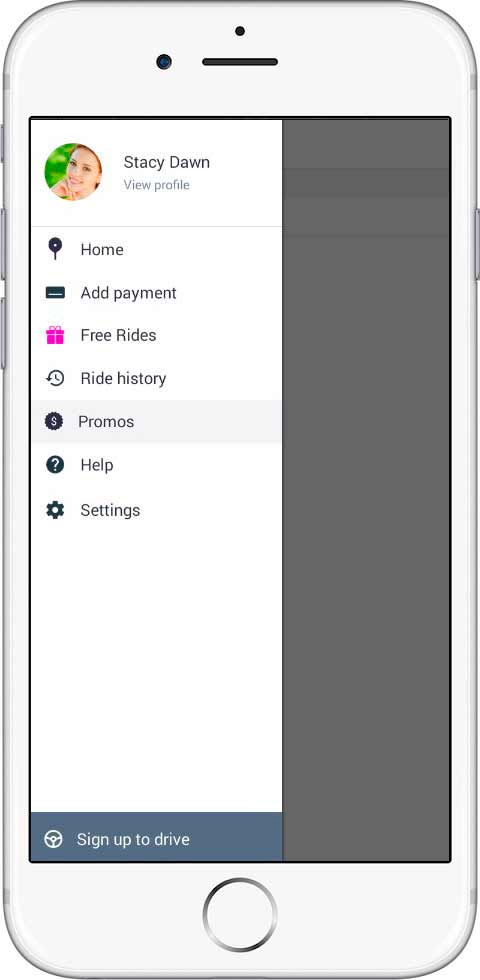 Stacy Dawn
View profile
Home
Add payment
Free Rides
Ride history
$ Promos
? Help
Settings
Sign up to drive